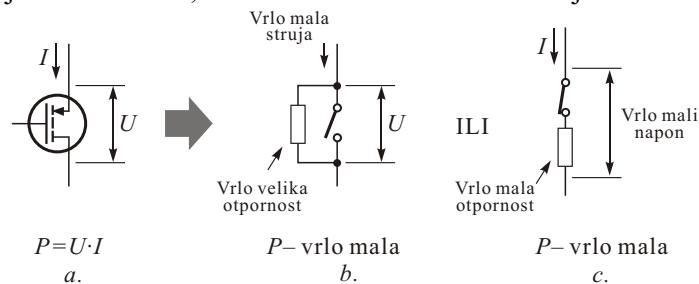 I
U
P=U·I
a.
Vrlo mala
struja
U
Vrlo velika
otpornost
P– vrlo mala
b.
ILI
I
Vrlo mali
napon
Vrlo mala
otpornost
P– vrlo mala
c.